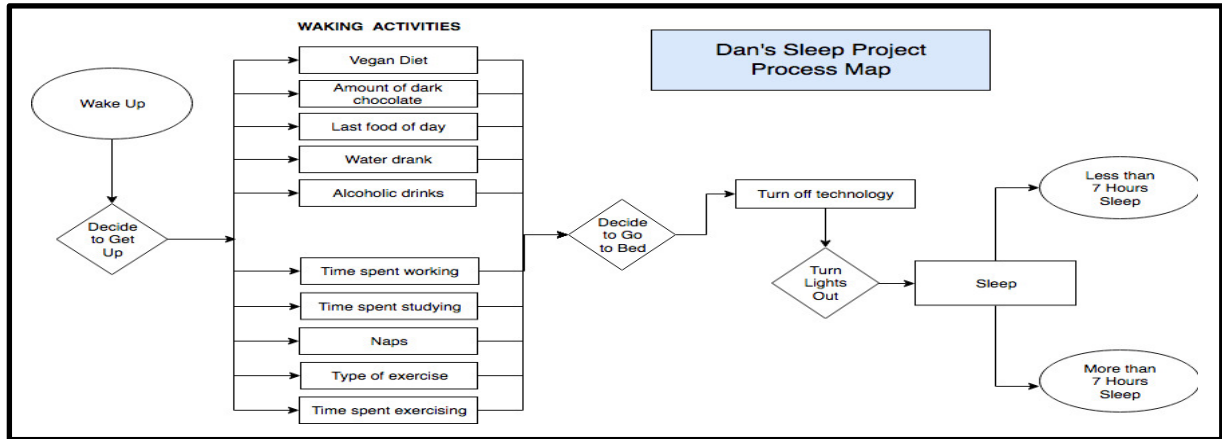 WAKING ACTIVITIES
Dan's Sleep Project
Process Map
Wake Up
Decide
to Get
Up
Vegan Diet
Amount of dark
chocolate
Last food of day
Water drank
Alcoholic drinks
Time spent working
Time spent studying
Naps
Type of exercise
Time spent exercising
Decide
to Go
to Bed
Turn off technology
Turn
Lights
Out
Sleep
Less than
7 Hours
Sleep
More than
7 Hours
Sleep